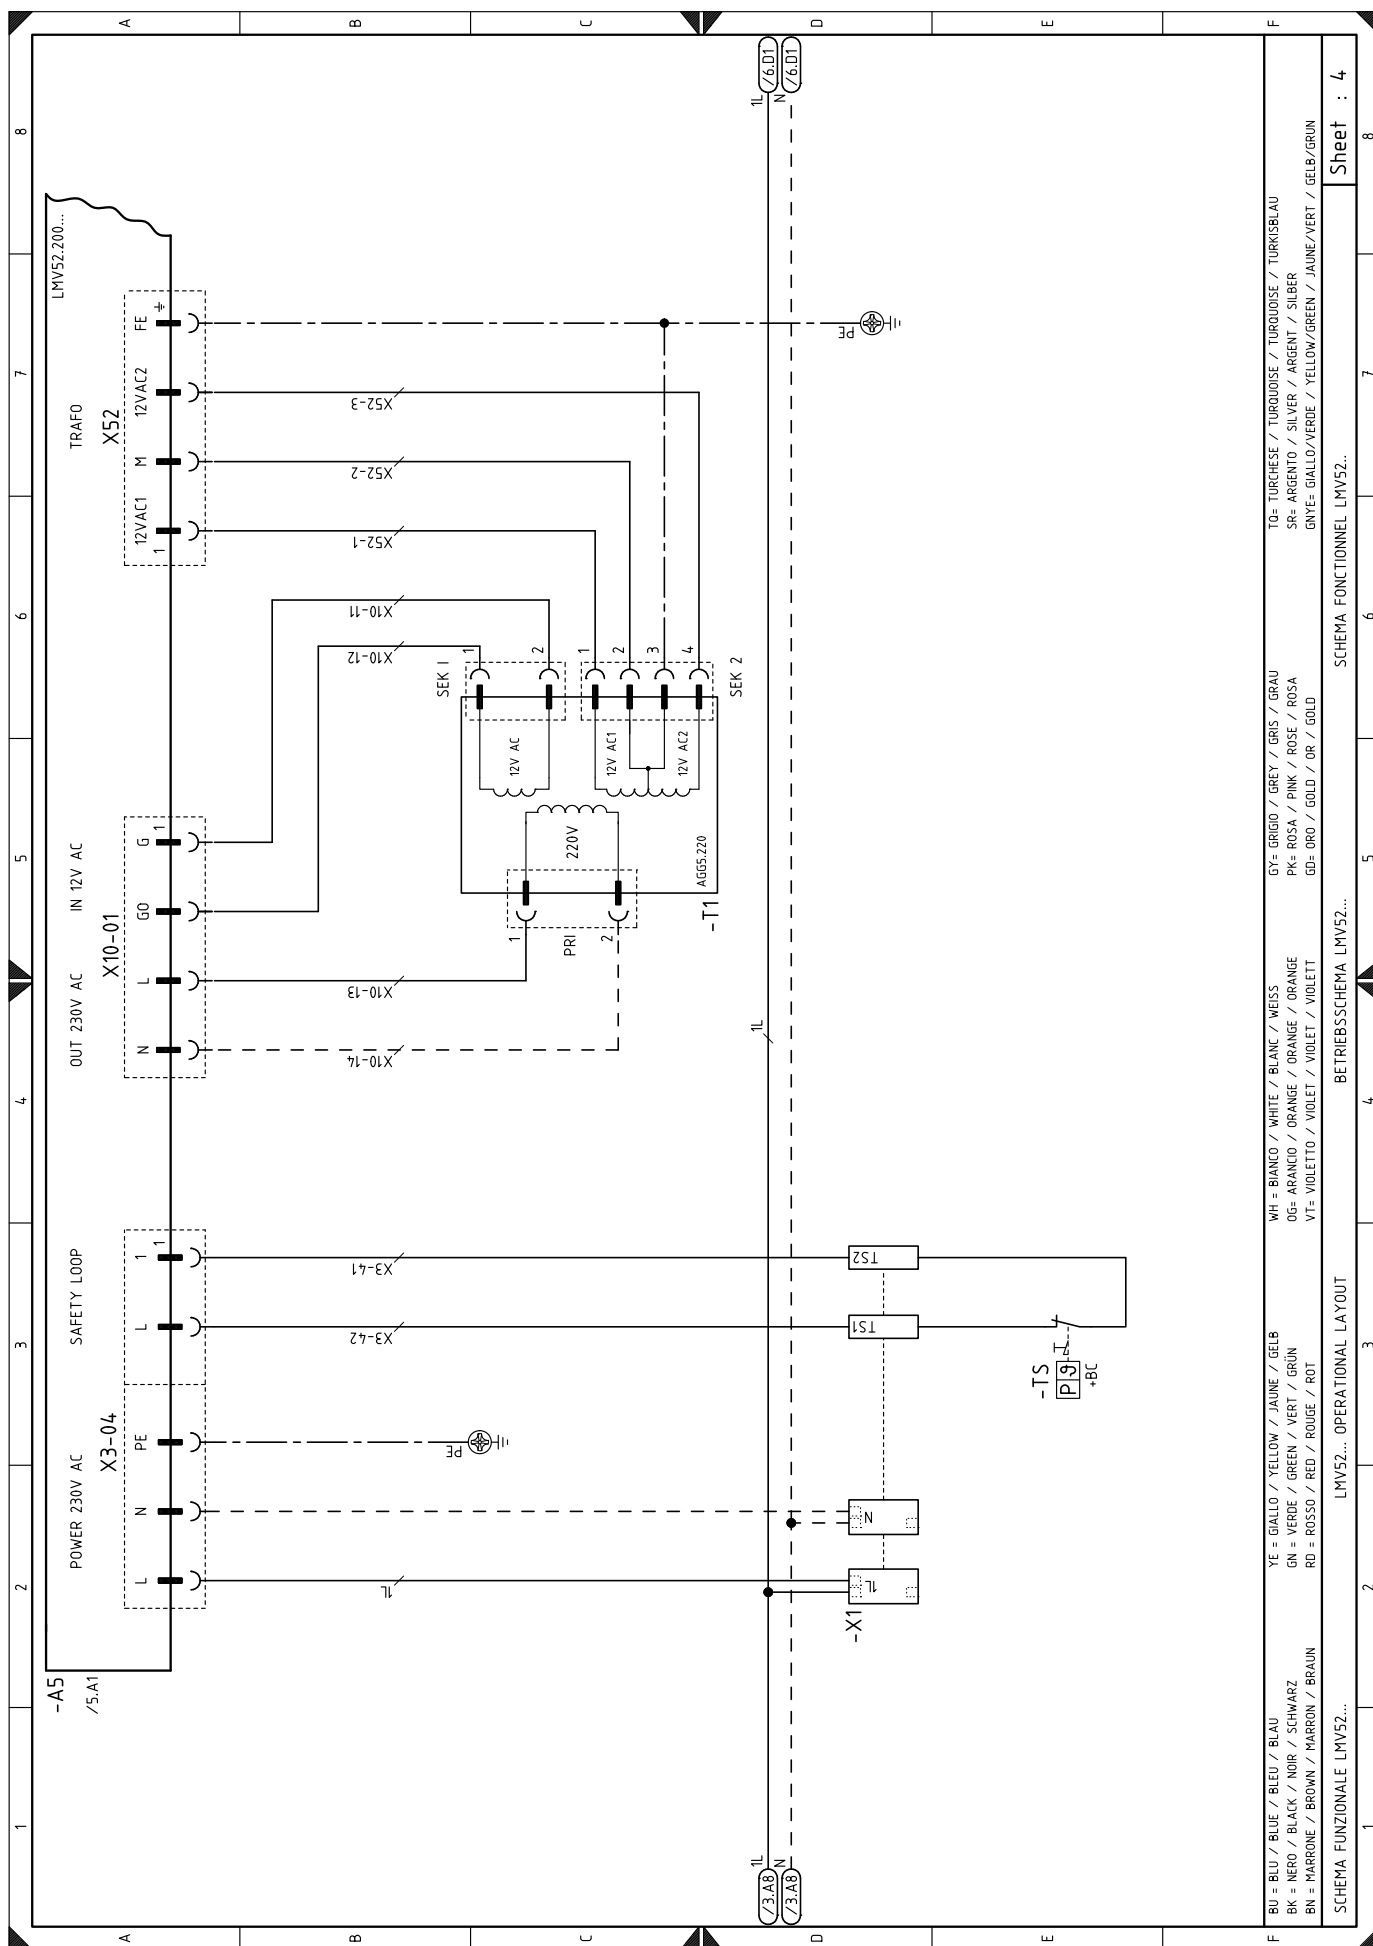 1 2 3 4 5 6 7 8
A
B
C
D
E
F
-A5
/5.A1
LMV52.200...
POWER 230V AC
SAFETY LOOP
OUT 230V AC
IN 12V AC
TRAFO
X3-04
X10-01
X52
L N PE L 1
1
N L G0 G
1
12VAC1 M 12VAC2 FE
1
1L
PE
X3-42
X3-41
X10-14
X10-13
X10-12
X10-11
X52-1
X52-2
X52-3
PE
SEK 1
1 2
SEK 2
1 2 3 4
12V AC
12V AC1
12V AC2
220V
PRI
1 2
AGG5.220
-T1
/3.A8 1L
/3.A8 N
1L
1L /6.D1
N /6.D1
-X1
1L
N
TS1
TS2
-TS
P ϑ
+BC
BU = BLU / BLUE / BLEU / BLAU
BK = NERO / BLACK / NOIR / SCHWARZ
BN = MARRONE / BROWN / MARRON / BRAUN
YE = GIALLO / YELLOW / JAUNE / GELB
GN = VERDE / GREEN / VERT / GRÜN
RD = ROSSO / RED / ROUGE / ROT
WH = BIANCO / WHITE / BLANC / WEISS
OG= ARANCIO / ORANGE / ORANGE / ORANGE
VT= VIOLETTO / VIOLET / VIOLET / VIOLETT
GY= GRIGIO / GREY / GRIS / GRAU
PK= ROSA / PINK / ROSE / ROSA
GD= ORO / GOLD / OR / GOLD
TQ= TURCHESE / TURQUOISE / TURQUOISE / TURKISBLAU
SR= ARGENTO / SILVER / ARGENT / SILBER
GNYE= GIALLO/VERDE / YELLOW/GREEN / JAUNE/VERT / GELB/GRUN
SCHEMA FUNZIONALE LMV52...
LMV52... OPERATIONAL LAYOUT
BETRIEBSSCHEMA LMV52...
SCHEMA FONCTIONNEL LMV52..
Sheet : 4
A
B
C
D
E
F
1 2 3 4 5 6 7 8